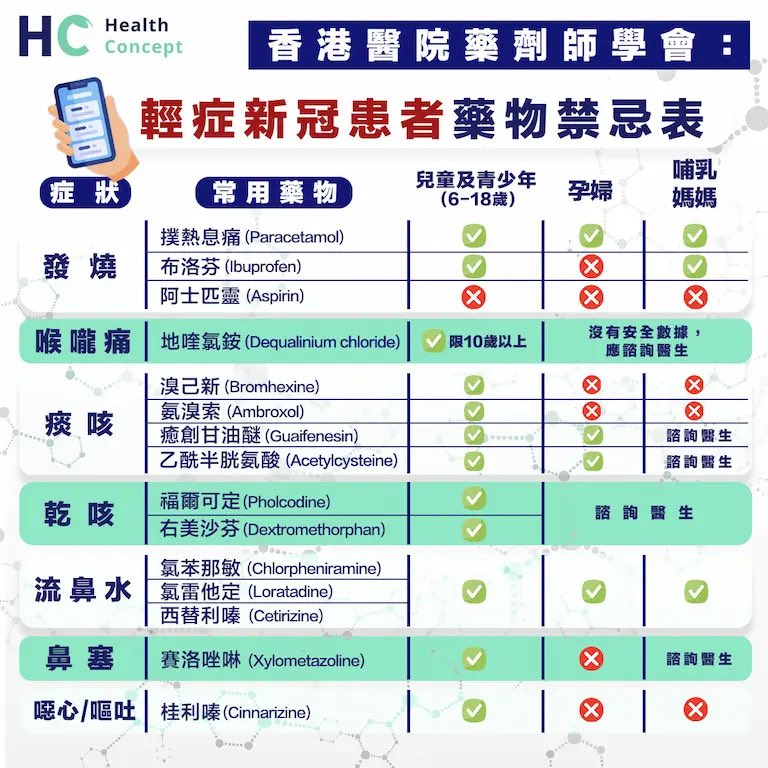 HC Health Concept
香港醫院藥劑師學會：
輕症新冠患者藥物禁忌表
症狀 常用藥物 兒童及青少年 (6-18歲) 孕婦 哺乳媽媽
發燒
撲熱息痛 (Paracetamol)
布洛芬 (Ibuprofen)
阿士匹靈 (Aspirin)
喉嚨痛 地喹氯銨 (Dequalinium chloride) 限10歲以上 沒有安全數據，
應諮詢醫生
痰咳
溴己新 (Bromhexine)
氨溴索 (Ambroxol)
癒創甘油醚 (Guaifenesin) 諮詢醫生
乙酰半胱氨酸 (Acetylcysteine) 諮詢醫生
乾咳
福爾可定 (Pholcodine)
右美沙芬 (Dextromethorphan)
諮詢醫生
流鼻水
氯苯那敏 (Chlorpheniramine)
氯雷他定 (Loratadine)
西替利嗪 (Cetirizine)
鼻塞 賽洛唑啉 (Xylometazoline) 諮詢醫生
噁心/嘔吐 桂利嗪 (Cinnarizine)